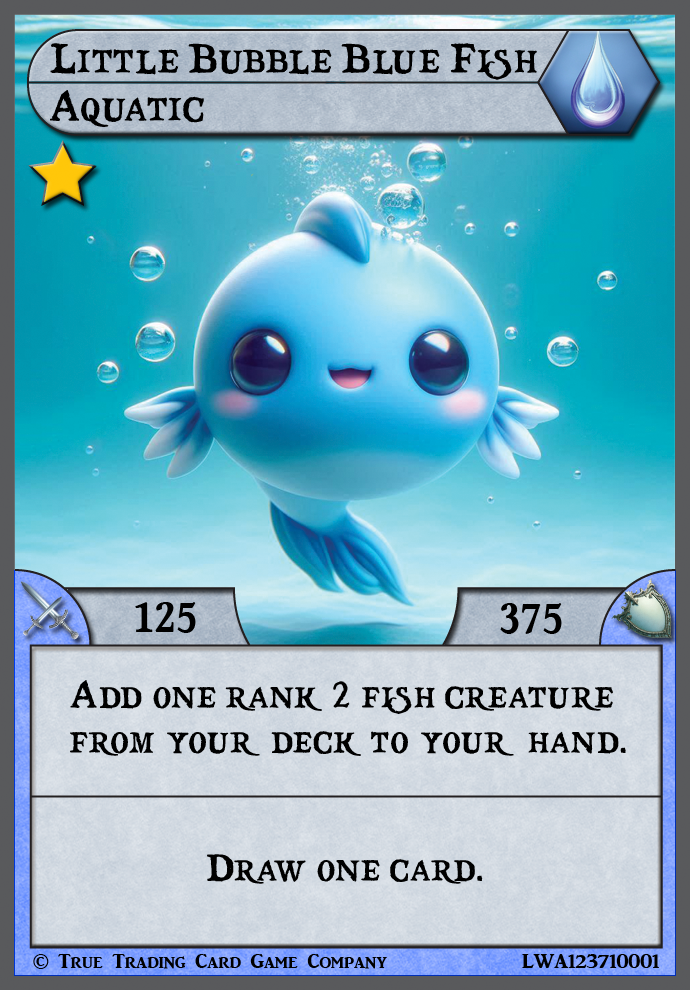 Little Bubble Blue Fish
Aquatic
125
375
Add one rank 2 fish creature
from your deck to your hand.
Draw one card.
© True Trading Card Game Company
LWA123710001